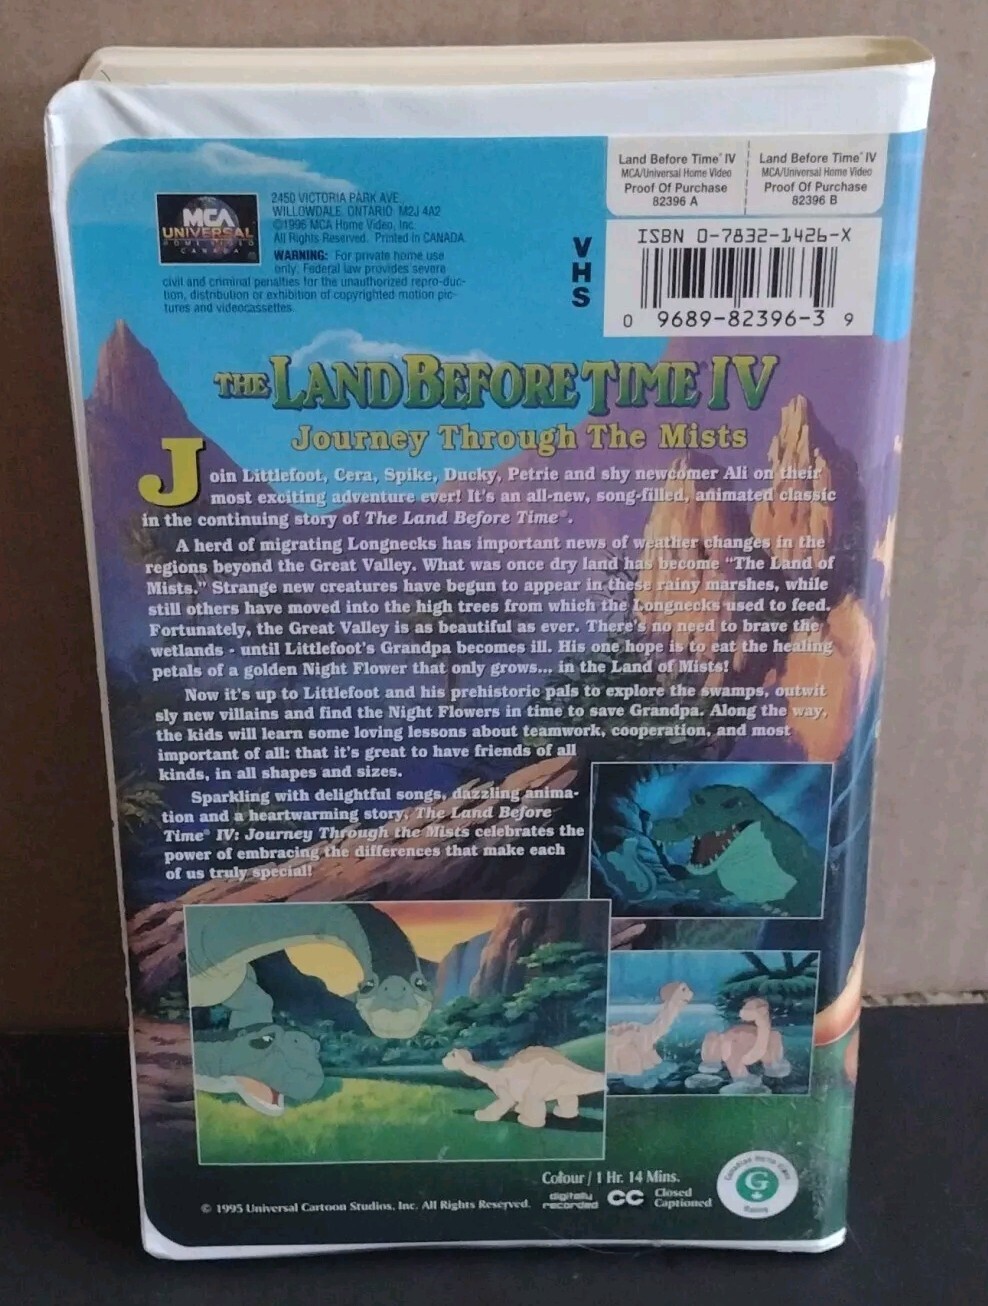 Land Before Time® IV
MCA/Universal Home Video
Proof Of Purchase
82396 A
Land Before Time® IV
MCA/Universal Home Video
Proof Of Purchase
82396 B
MCA
UNIVERSAL
HOME VIDEO
CANADA
2450 VICTORIA PARK AVE.,
WILLOWDALE, ONTARIO M2J 4A2
©1996 MCA Home Video, Inc.
All Rights Reserved. Printed in CANADA
WARNING: For private home use
only. Federal law provides severe
civil and criminal penalties for the unauthorized reproduc-
tion, distribution or exhibition of copyrighted motion pic-
tures and videocassettes.
VHS
ISBN 0-7832-1426-X
0 9689-82396-3 9
THE LAND BEFORE TIME® IV
Journey Through The Mists
Join Littlefoot, Cera, Spike, Ducky, Petrie and shy newcomer Ali on their
most exciting adventure ever! It's an all-new, song-filled, animated classic
in the continuing story of The Land Before Time®.
A herd of migrating Longnecks has important news of weather changes in the
regions beyond the Great Valley. What was once dry land has become "The Land of
Mists." Strange new creatures have begun to appear in these rainy marshes, while
still others have moved into the high trees from which the Longnecks used to feed.
Fortunately, the Great Valley is as beautiful as ever. There's no need to brave the
wetlands - until Littlefoot's Grandpa becomes ill. His one hope is to eat the healing
petals of a golden Night Flower that only grows... in the Land of Mists!
Now it's up to Littlefoot and his prehistoric pals to explore the swamps, outwit
sly new villains and find the Night Flowers in time to save Grandpa. Along the way,
the kids will learn some loving lessons about teamwork, cooperation, and most
important of all: that it's great to have friends of all
kinds, in all shapes and sizes.
Sparkling with delightful songs, dazzling anima-
tion and a heartwarming story, The Land Before
Time® IV: Journey Through the Mists celebrates the
power of embracing the differences that make each
of us truly special!
Colour / 1 Hr. 14 Mins.
© 1995 Universal Cartoon Studios, Inc. All Rights Reserved.
digitally
recorded
CC
Closed
Captioned
Canadian Home Video
G
Rating